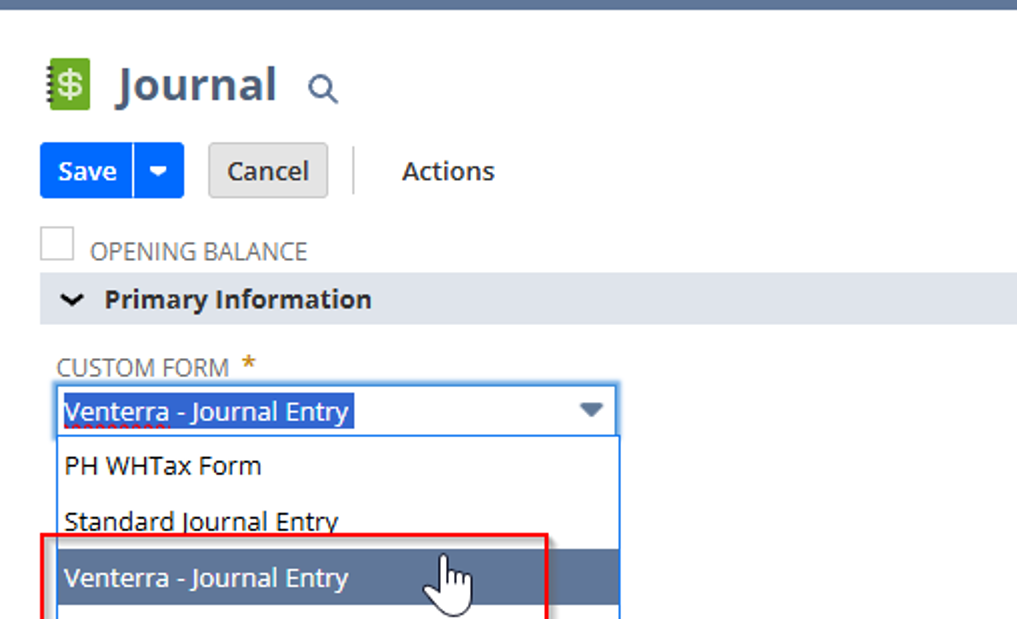 $
Journal
Save Cancel Actions
OPENING BALANCE
Primary Information
CUSTOM FORM *
Venterra - Journal Entry
PH WHTax Form
Standard Journal Entry
Venterra - Journal Entry